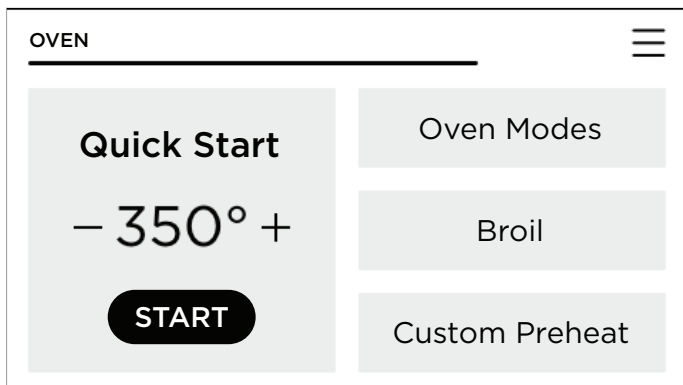 OVEN
Quick Start
− 350° +
START
Oven Modes
Broil
Custom Preheat